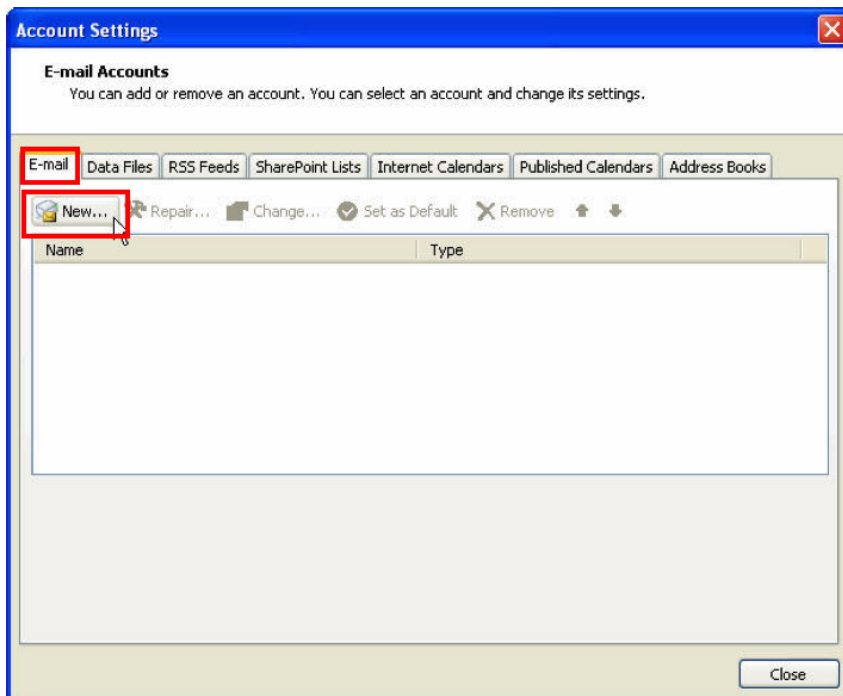 Account Settings
E-mail Accounts
You can add or remove an account. You can select an account and change its settings.
E-mail Data Files RSS Feeds SharePoint Lists Internet Calendars Published Calendars Address Books
New... Repair... Change... Set as Default Remove
Name Type
Close